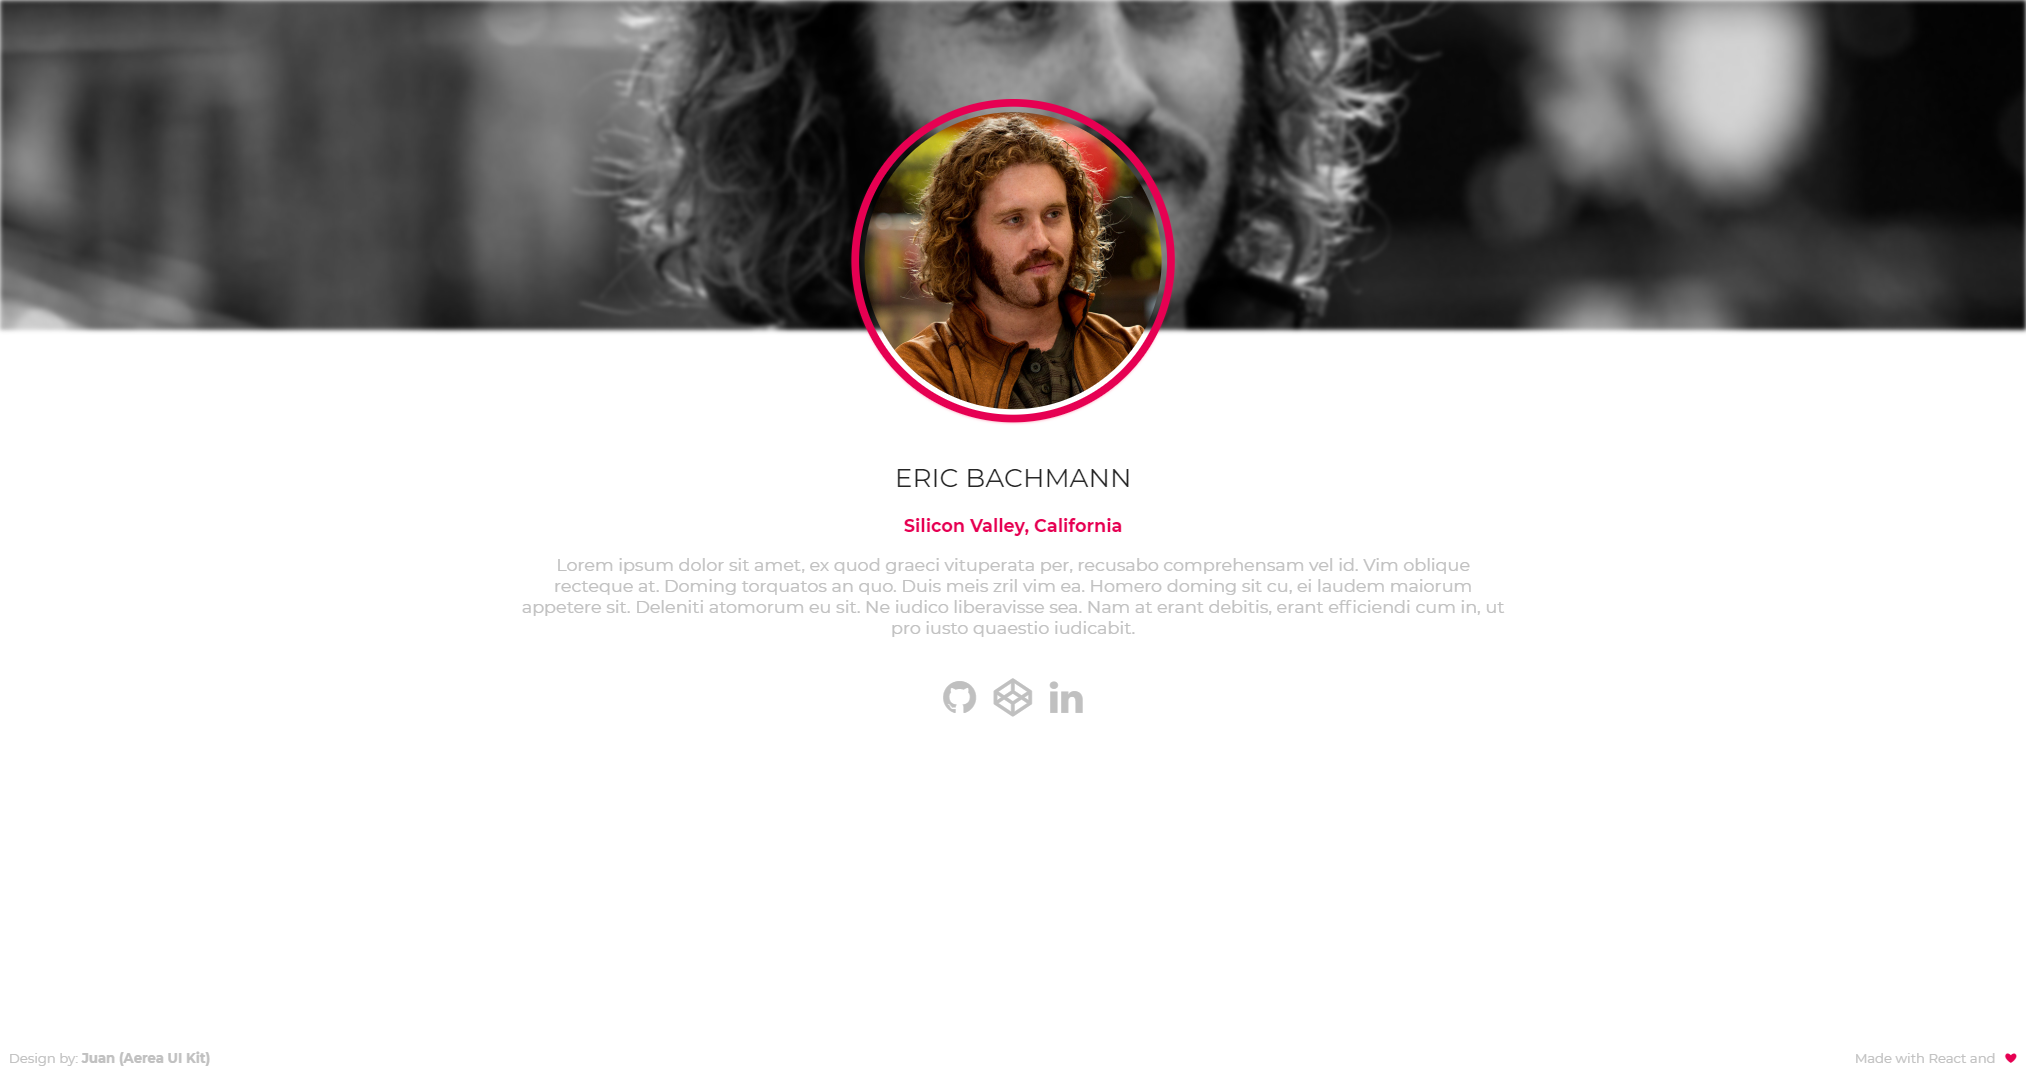 ERIC BACHMANN
Silicon Valley, California
Lorem ipsum dolor sit amet, ex quod graeci vituperata per, recusabo comprehensam vel id. Vim oblique
recteque at. Doming torquatos an quo. Duis meis zril vim ea. Homero doming sit cu, ei laudem maiorum
appetere sit. Deleniti atomorum eu sit. Ne iudico liberavisse sea. Nam at erant debitis, erant efficiendi cum in, ut
pro iusto quaestio iudicabit.
in
Design by: Juan (Aerea UI Kit)
Made with React and